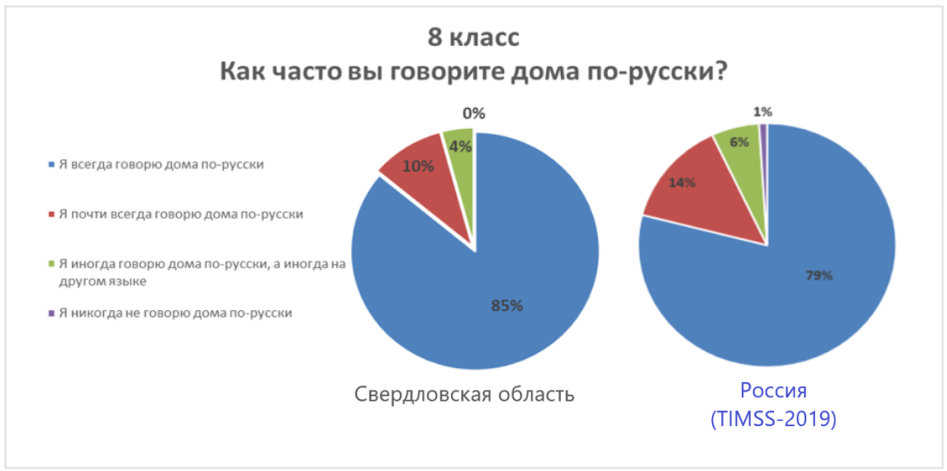 8 класс
Как часто вы говорите дома по-русски?
Я всегда говорю дома по-русски
Я почти всегда говорю дома по-русски
Я иногда говорю дома по-русски, а иногда на
другом языке
Я никогда не говорю дома по-русски
0%
4%
10%
85%
Свердловская область
1%
6%
14%
79%
Россия
(TIMSS-2019)